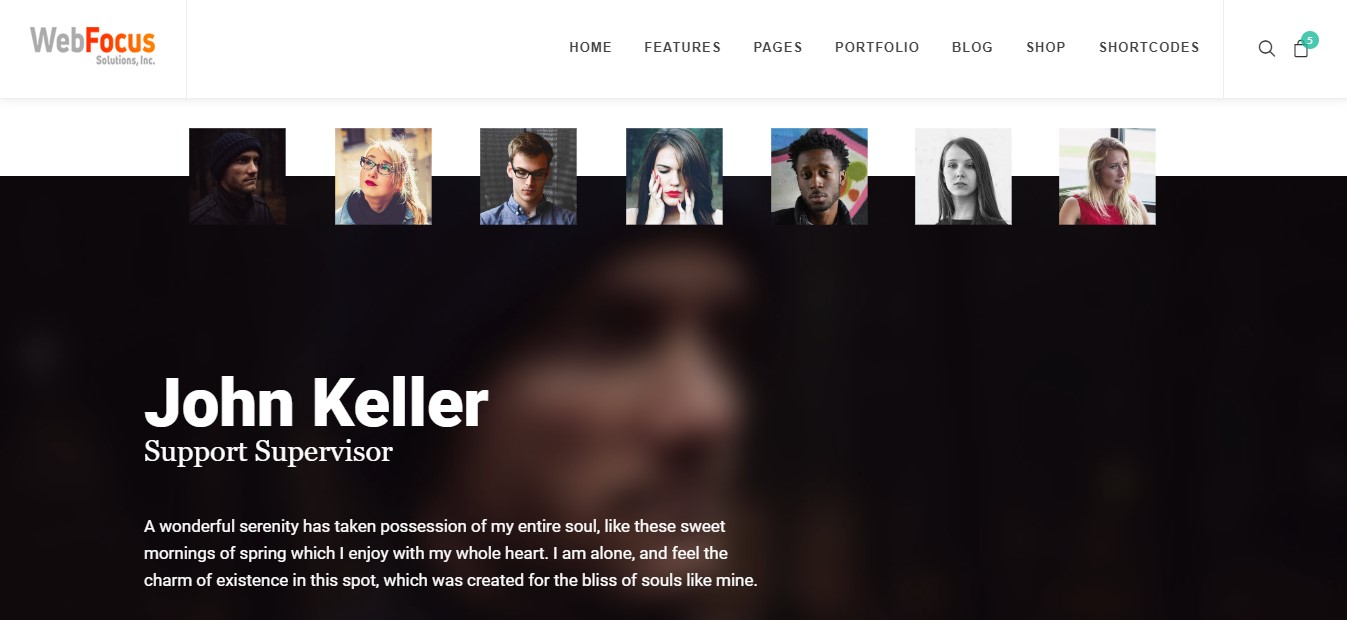 WebFocus
Solutions, Inc.
HOME FEATURES PAGES PORTFOLIO BLOG SHOP SHORTCODES
5
John Keller
Support Supervisor
A wonderful serenity has taken possession of my entire soul, like these sweet
mornings of spring which I enjoy with my whole heart. I am alone, and feel the
charm of existence in this spot, which was created for the bliss of souls like mine.